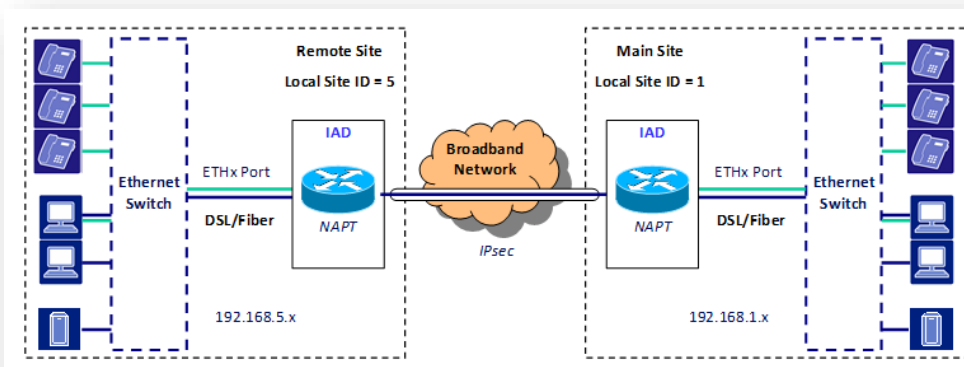 Remote Site
Local Site ID = 5
IAD
NAPT
Ethernet
Switch
ETHx Port
DSL/Fiber
192.168.5.x
Broadband
Network
IPsec
Main Site
Local Site ID = 1
IAD
NAPT
ETHx Port
DSL/Fiber
Ethernet
Switch
192.168.1.x